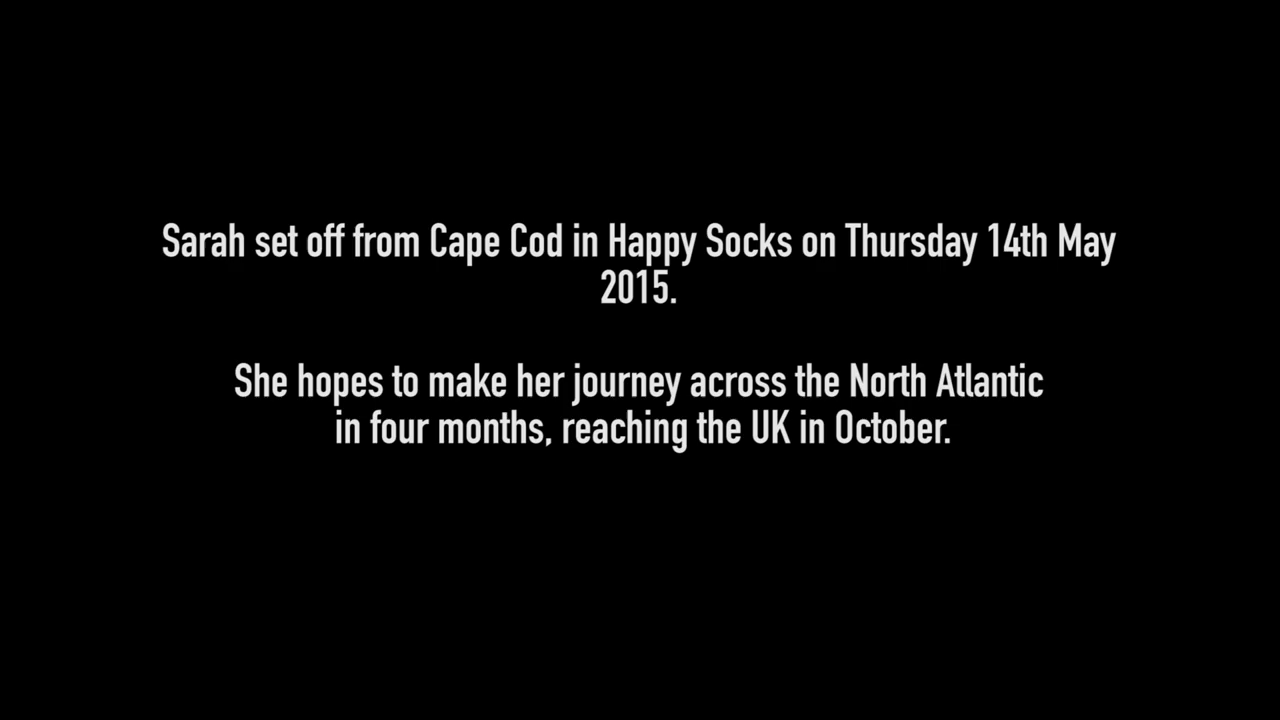 Sarah set off from Cape Cod in Happy Socks on Thursday 14th May
2015.
She hopes to make her journey across the North Atlantic
in four months, reaching the UK in October.